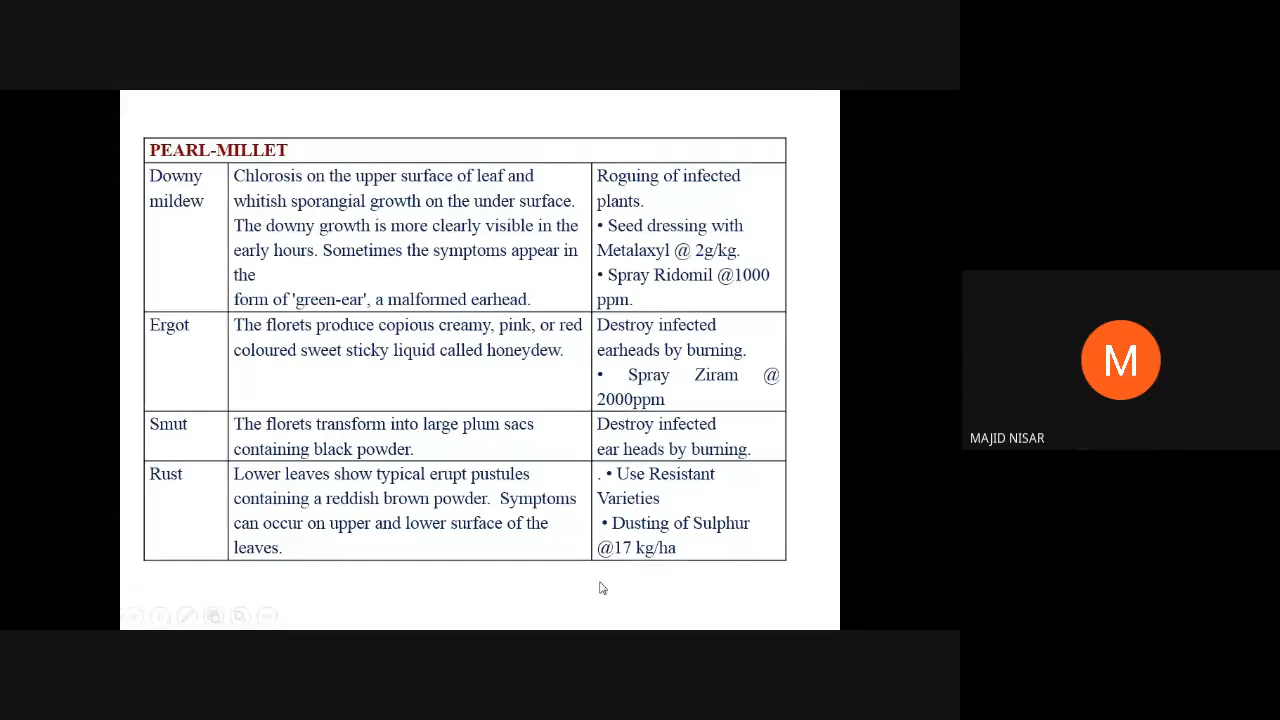 PEARL-MILLET
Downy
mildew
Chlorosis on the upper surface of leaf and
whitish sporangial growth on the under surface.
The downy growth is more clearly visible in the
early hours. Sometimes the symptoms appear in
the
form of 'green-ear', a malformed earhead.
Roguing of infected
plants.
• Seed dressing with
Metalaxyl @ 2g/kg.
• Spray Ridomil @1000
ppm.
Ergot
The florets produce copious creamy, pink, or red
coloured sweet sticky liquid called honeydew.
Destroy infected
earheads by burning.
• Spray Ziram @
2000ppm
Smut
The florets transform into large plum sacs
containing black powder.
Destroy infected
ear heads by burning.
Rust
Lower leaves show typical erupt pustules
containing a reddish brown powder. Symptoms
can occur on upper and lower surface of the
leaves.
. • Use Resistant
Varieties
• Dusting of Sulphur
@17 kg/ha
M
MAJID NISAR